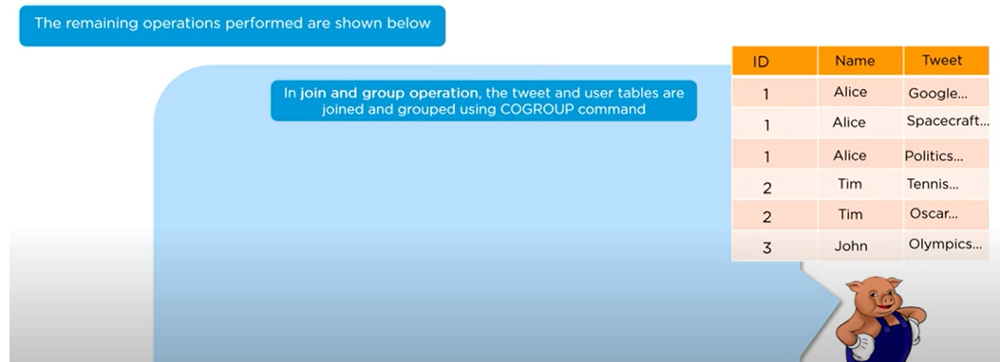 The remaining operations performed are shown below
In join and group operation, the tweet and user tables are
joined and grouped using COGROUP command
ID Name Tweet
1 Alice Google...
1 Alice Spacecraft...
1 Alice Politics...
2 Tim Tennis...
2 Tim Oscar...
3 John Olympics...